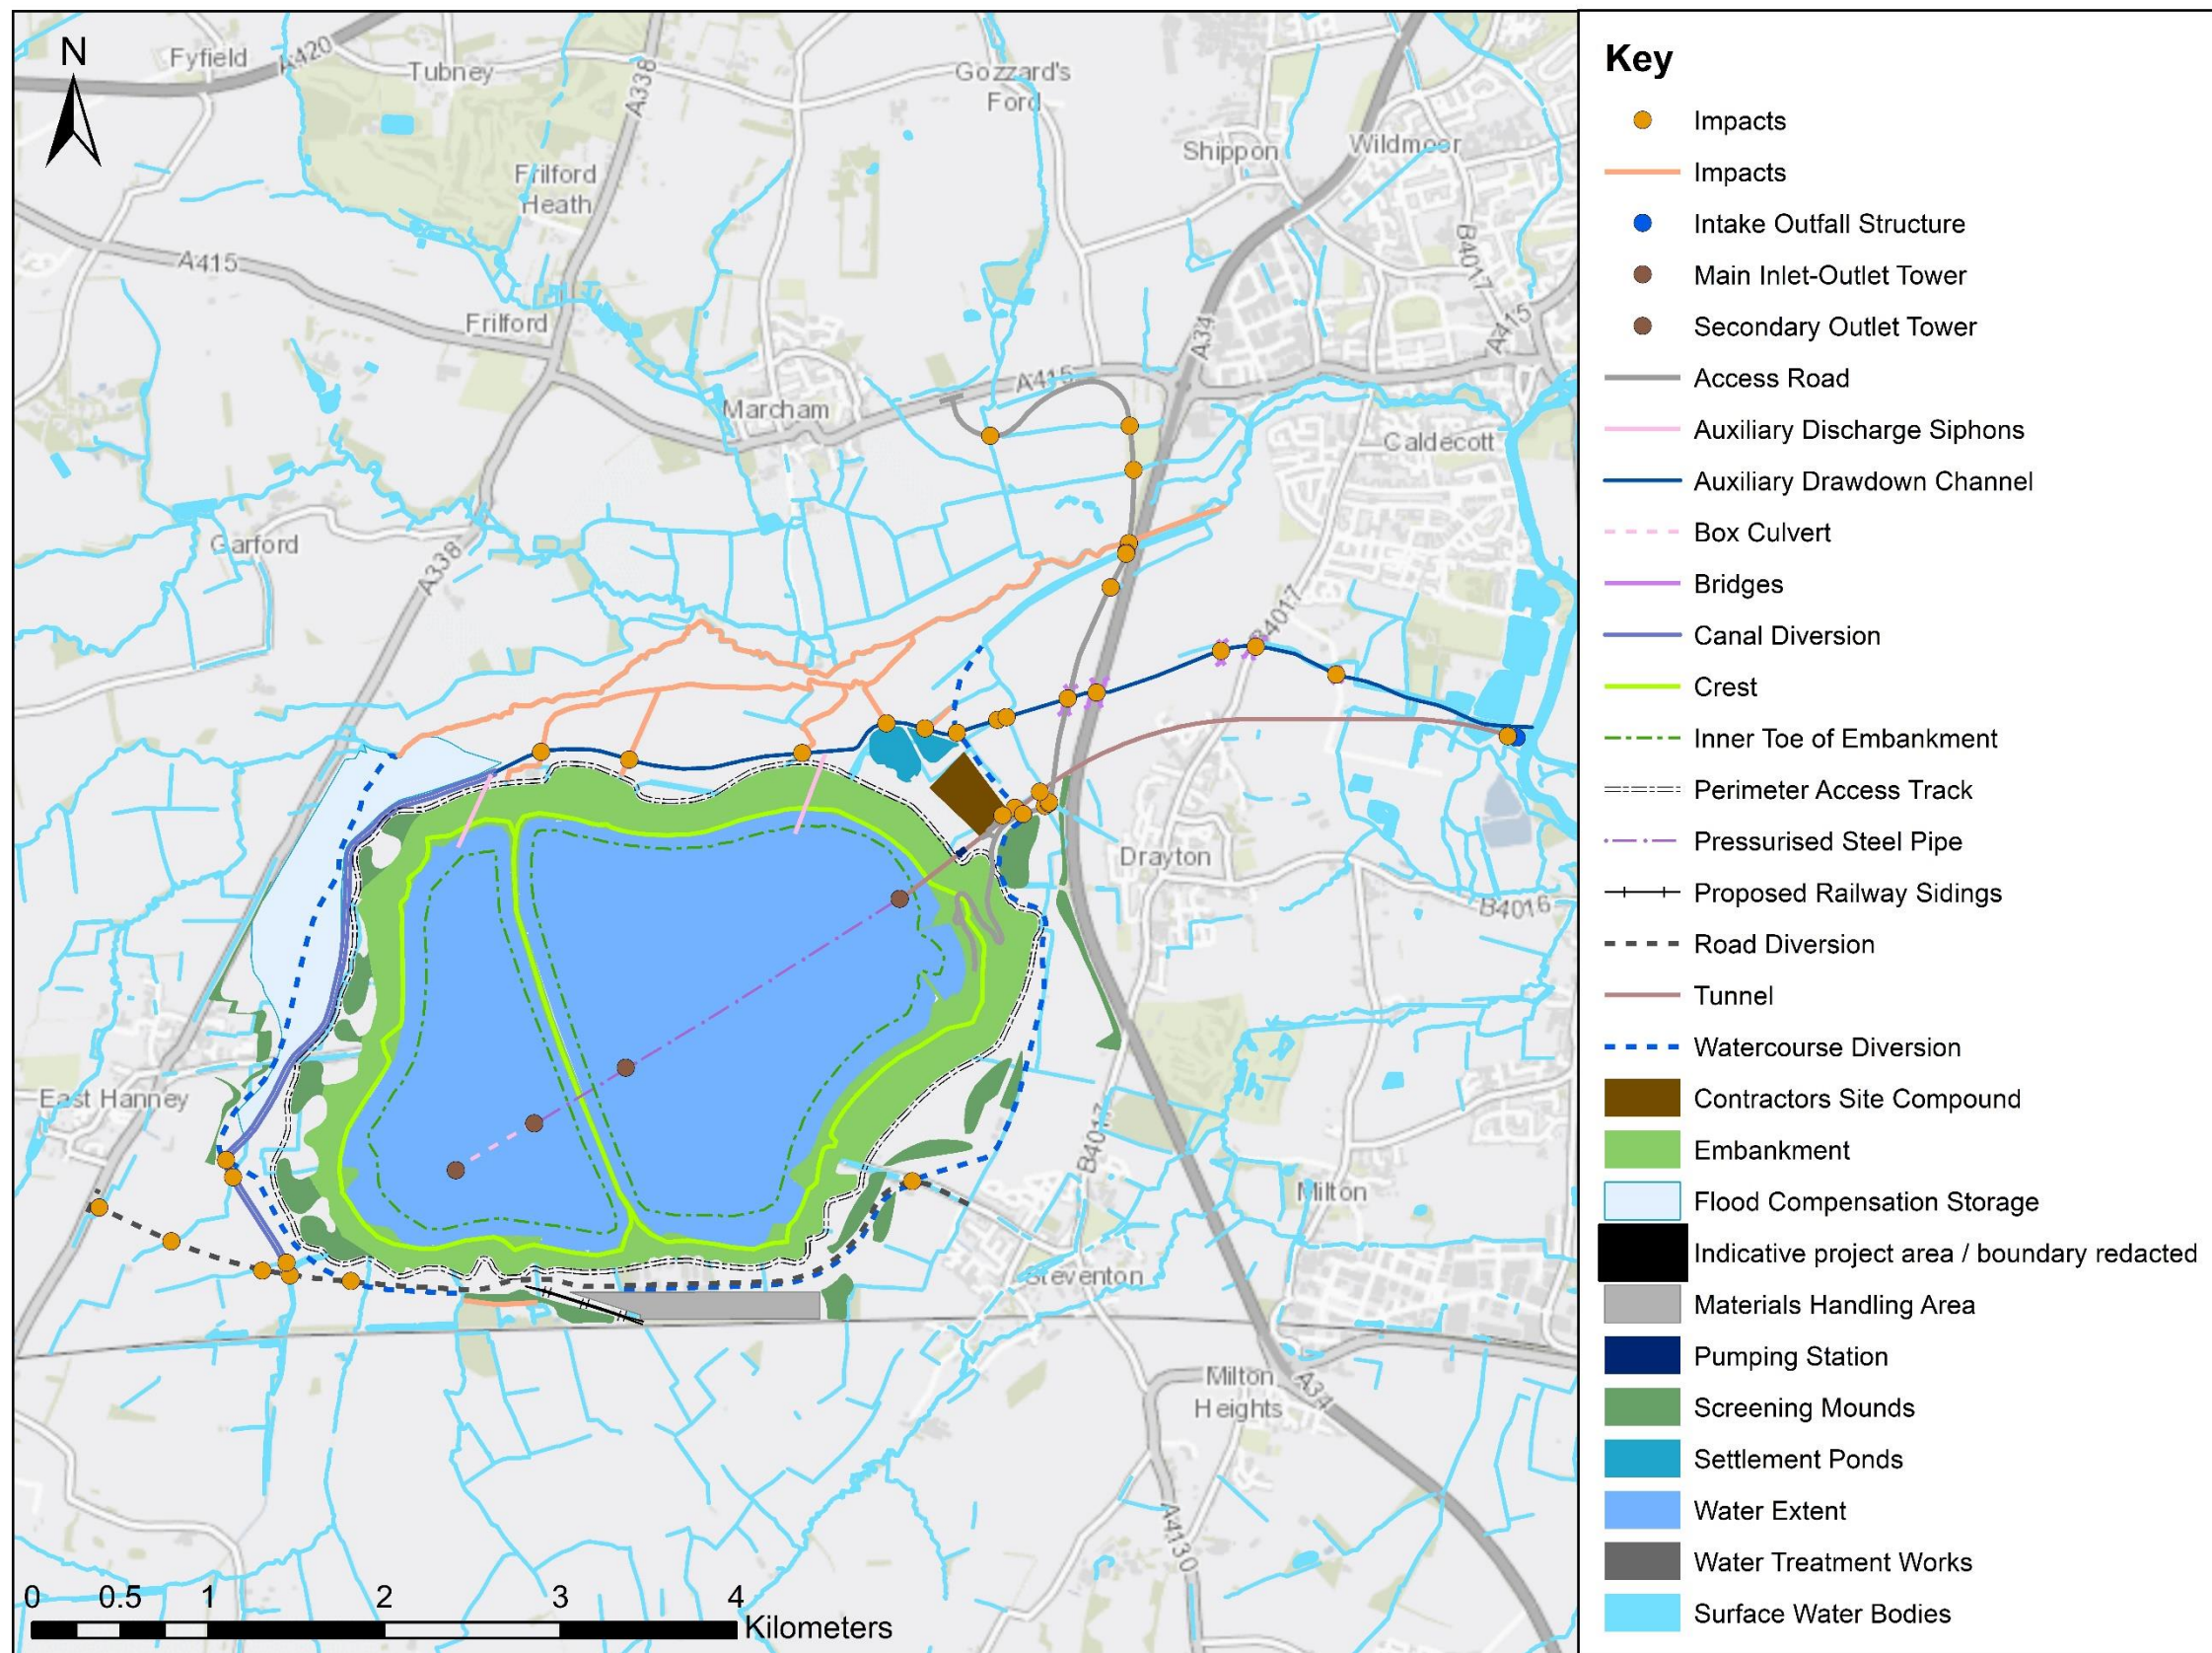 N
Fyfield
A420
Tubney
A338
Gozzard's
Ford
Shippon
Wildmoor
Frilford
Heath
B4017
A415
Frilford
A34
A415
A415
Marcham
Caldecott
Garford
A338
B4017
Drayton
B4016
East Hanney
B4017
Milton
Steventon
Milton
Heights
A34
A4130
0 0.5 1 2 3 4
Kilometers
Key
Impacts
Impacts
Intake Outfall Structure
Main Inlet-Outlet Tower
Secondary Outlet Tower
Access Road
Auxiliary Discharge Siphons
Auxiliary Drawdown Channel
Box Culvert
Bridges
Canal Diversion
Crest
Inner Toe of Embankment
Perimeter Access Track
Pressurised Steel Pipe
Proposed Railway Sidings
Road Diversion
Tunnel
Watercourse Diversion
Contractors Site Compound
Embankment
Flood Compensation Storage
Indicative project area / boundary redacted
Materials Handling Area
Pumping Station
Screening Mounds
Settlement Ponds
Water Extent
Water Treatment Works
Surface Water Bodies